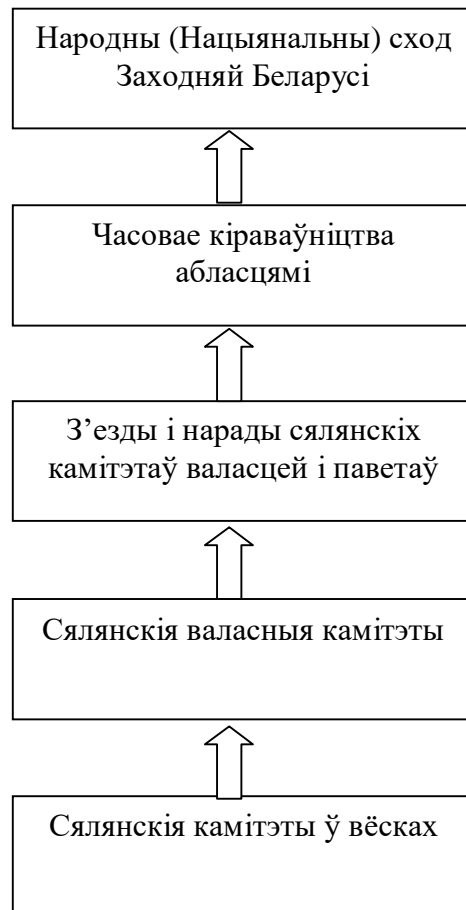 Народны (Нацыянальны) сход
Заходняй Беларусі
Часовае кіраваўніцтва
абласцямі
З’езды і нарады сялянскіх
камітэтаў валасцей і паветаў
Сялянскія валасныя камітэты
Сялянскія камітэты ў вёсках